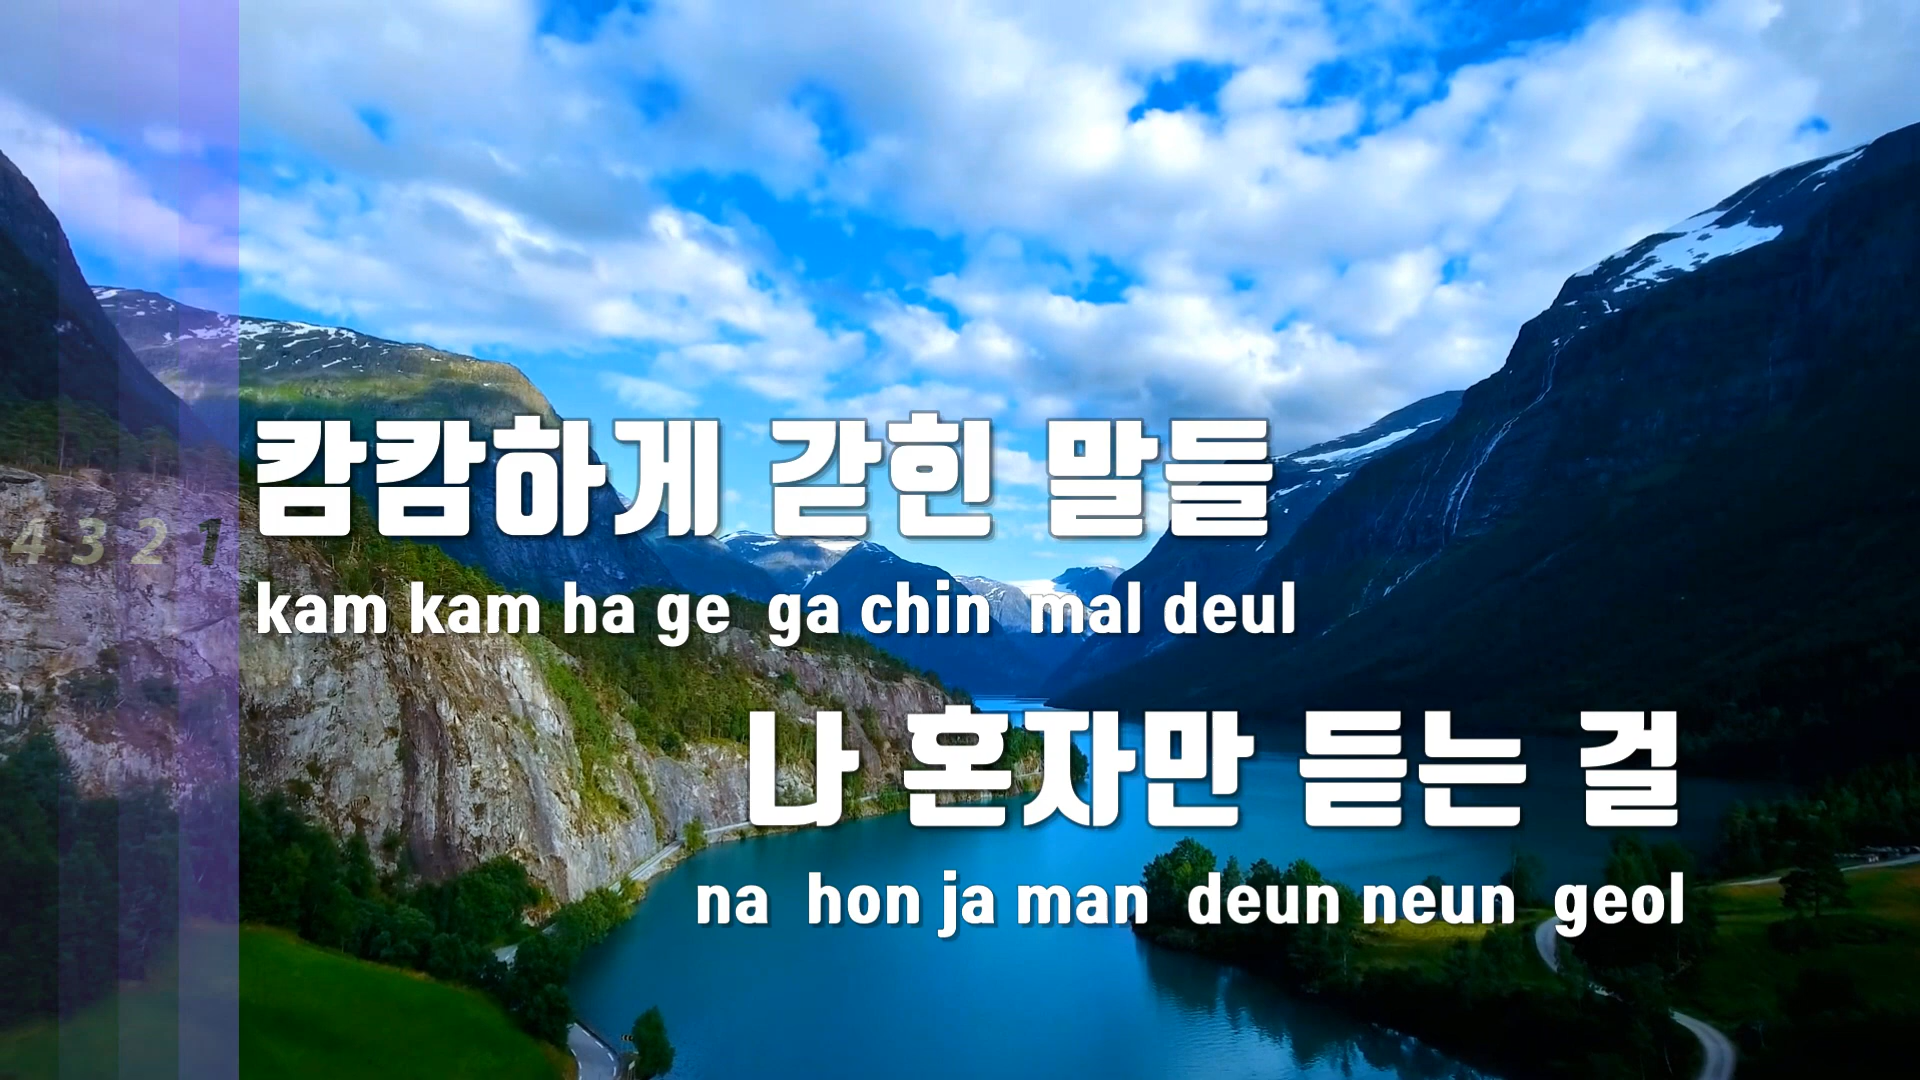 4 3 2 1
캄캄하게 갇힌 말들
kam kam ha ge ga chin mal deul
나 혼자만 듣는 걸
na hon ja man deun neun geol